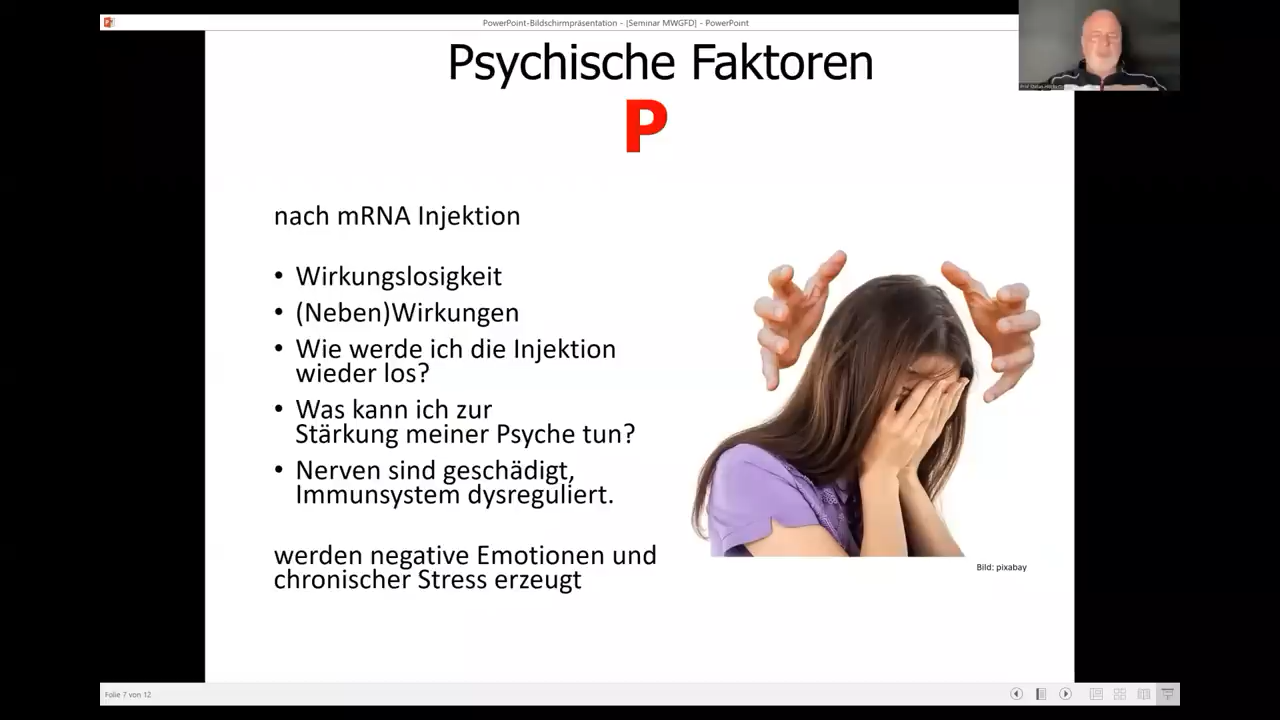 PowerPoint-Bildschirmpräsentation - [Seminar MWGFD] - PowerPoint
Psychische Faktoren
P
nach mRNA Injektion
• Wirkungslosigkeit
• (Neben)Wirkungen
• Wie werde ich die Injektion
wieder los?
• Was kann ich zur
Stärkung meiner Psyche tun?
• Nerven sind geschädigt,
Immunsystem dysreguliert.
werden negative Emotionen und
chronischer Stress erzeugt
Bild: pixabay
Folie 7 von 12